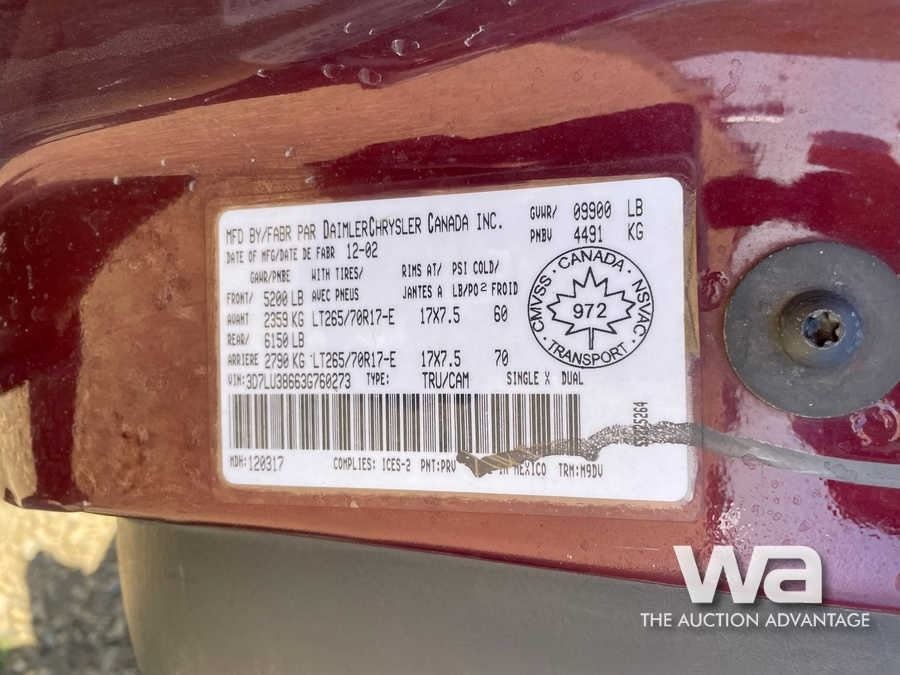 MFD BY/FABR PAR DAIMLERCHRYSLER CANADA INC.
GVWR/ 09900 LB
DATE OF MFG/DATE DE FABR 12-02
PNBV 4491 KG
GAWR/PNBE WITH TIRES/ RIMS AT/ PSI COLD/
FRONT/ 5200 LB AVEC PNEUS JANTES A LB/PO² FROID
AVANT 2359 KG LT265/70R17-E 17X7.5 60
REAR/ 6150 LB
ARRIERE 2790 KG LT265/70R17-E 17X7.5 70
VIN: 3D7LU38663G760273 TYPE: TRU/CAM SINGLE X DUAL
CMVSS · CANADA · NSVAC · TRANSPORT ·
972
MDH: 120317 COMPLIES: ICES-2 PNT: PRV IN MEXICO TRM: M9DV
wa
THE AUCTION ADVANTAGE